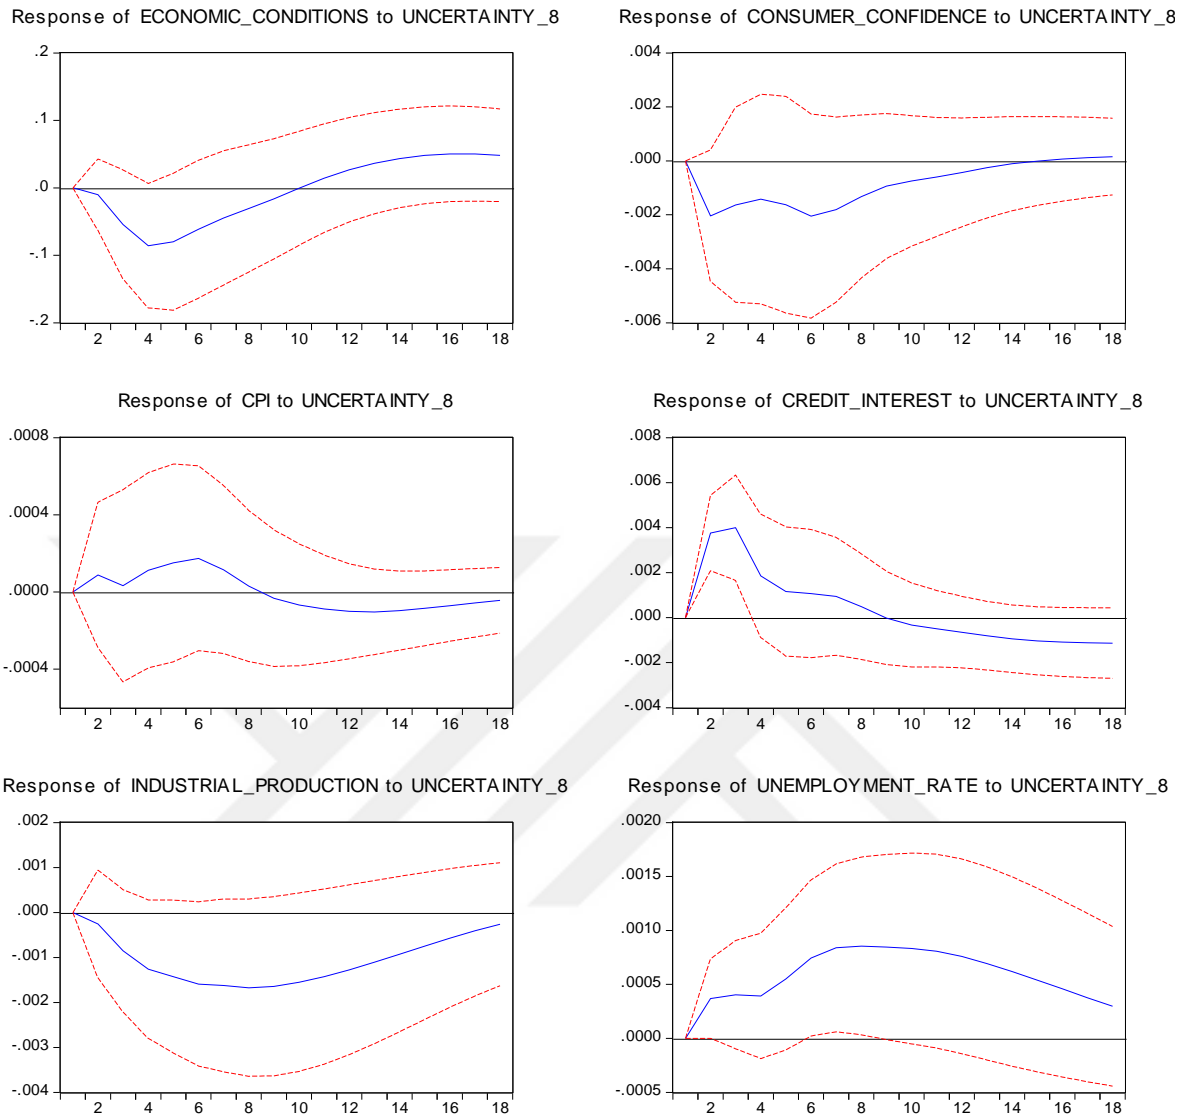 Response of ECONOMIC_CONDITIONS to UNCERTAINTY_8
.2
.1
.0
-.1
-.2
2 4 6 8 10 12 14 16 18
Response of CONSUMER_CONFIDENCE to UNCERTAINTY_8
.004
.002
.000
-.002
-.004
-.006
2 4 6 8 10 12 14 16 18
Response of CPI to UNCERTAINTY_8
.0008
.0004
.0000
-.0004
2 4 6 8 10 12 14 16 18
Response of CREDIT_INTEREST to UNCERTAINTY_8
.008
.006
.004
.002
.000
-.002
-.004
2 4 6 8 10 12 14 16 18
Response of INDUSTRIAL_PRODUCTION to UNCERTAINTY_8
.002
.001
.000
-.001
-.002
-.003
-.004
2 4 6 8 10 12 14 16 18
Response of UNEMPLOYMENT_RATE to UNCERTAINTY_8
.0020
.0015
.0010
.0005
.0000
-.0005
2 4 6 8 10 12 14 16 18